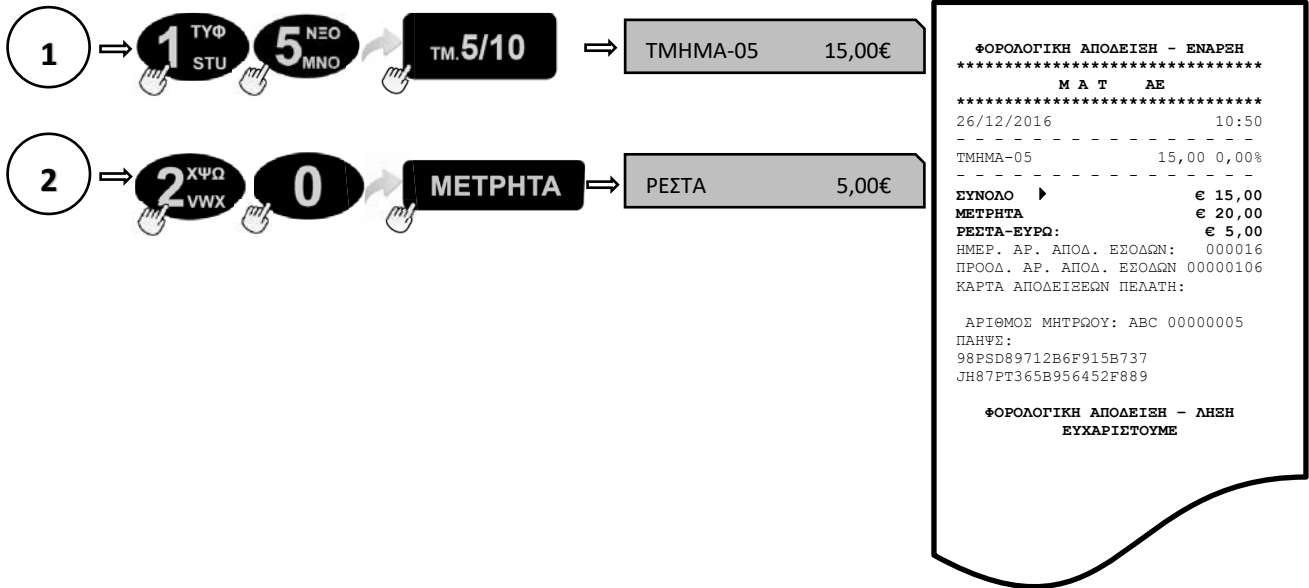 1 ⇨ 1 ΤΥΦ STU 5 ΝΞΟ MNO ΤΜ.5/10 ⇨ ΤΜΗΜΑ-05 15,00€
2 ⇨ 2 ΧΨΩ VWX 0 ΜΕΤΡΗΤΑ ⇨ ΡΕΣΤΑ 5,00€
ΦΟΡΟΛΟΓΙΚΗ ΑΠΟΔΕΙΞΗ - ΕΝΑΡΞΗ
********************************
Μ Α Τ ΑΕ
********************************
26/12/2016 10:50
- - - - - - - - - - - - - - - - -
ΤΜΗΜΑ-05 15,00 0,00%
- - - - - - - - - - - - - - - - -
ΣΥΝΟΛΟ € 15,00
ΜΕΤΡΗΤΑ € 20,00
ΡΕΣΤΑ-ΕΥΡΩ: € 5,00
ΗΜΕΡ. ΑΡ. ΑΠΟΔ. ΕΣΟΔΩΝ: 000016
ΠΡΟΟΔ. ΑΡ. ΑΠΟΔ. ΕΣΟΔΩΝ 00000106
ΚΑΡΤΑ ΑΠΟΔΕΙΞΕΩΝ ΠΕΛΑΤΗ:
ΑΡΙΘΜΟΣ ΜΗΤΡΩΟΥ: ABC 00000005
ΠΑΗΨΣ:
98PSD89712B6F915B737
JH87PT365B956452F889
ΦΟΡΟΛΟΓΙΚΗ ΑΠΟΔΕΙΞΗ – ΛΗΞΗ
ΕΥΧΑΡΙΣΤΟΥΜΕ